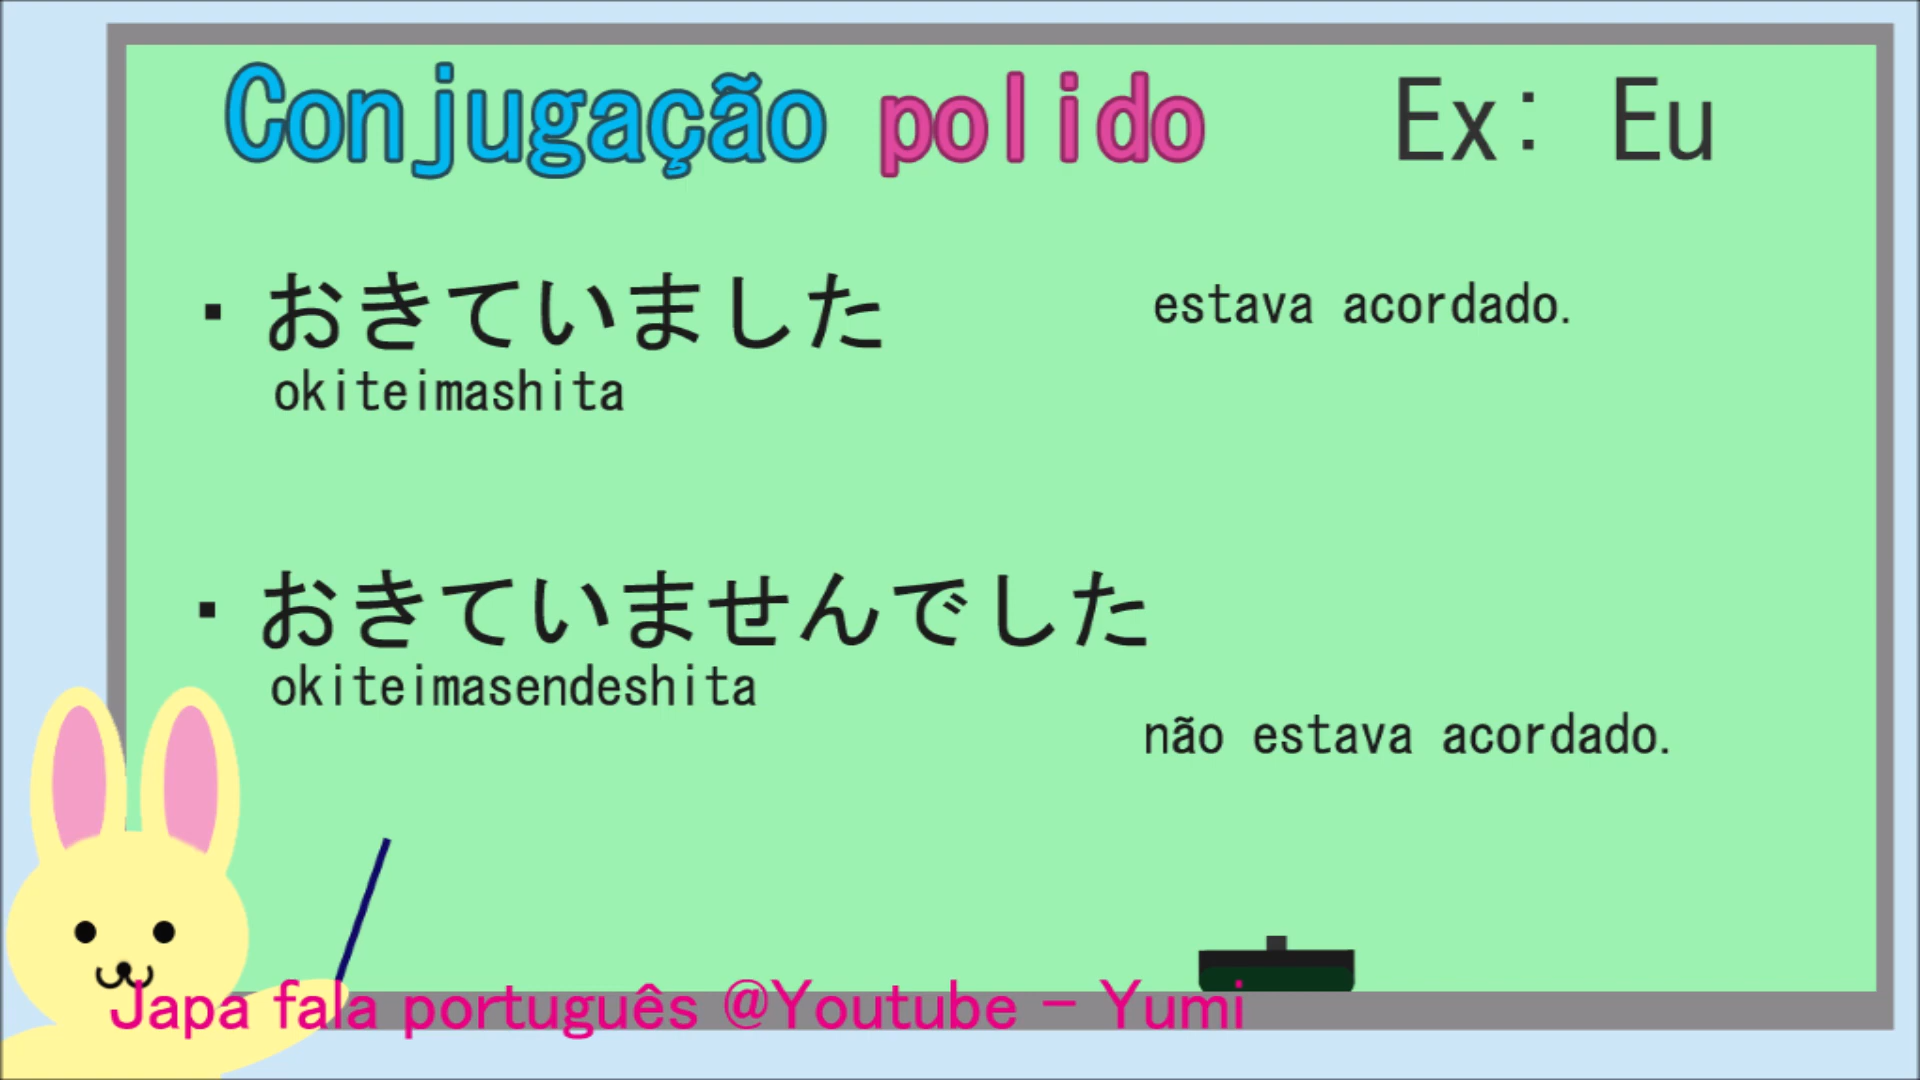 Conjugação polido Ex: Eu
・おきていました estava acordado.
okiteimashita
・おきていませんでした
okiteimasendeshita
não estava acordado.
Japa fala português @Youtube - Yumi